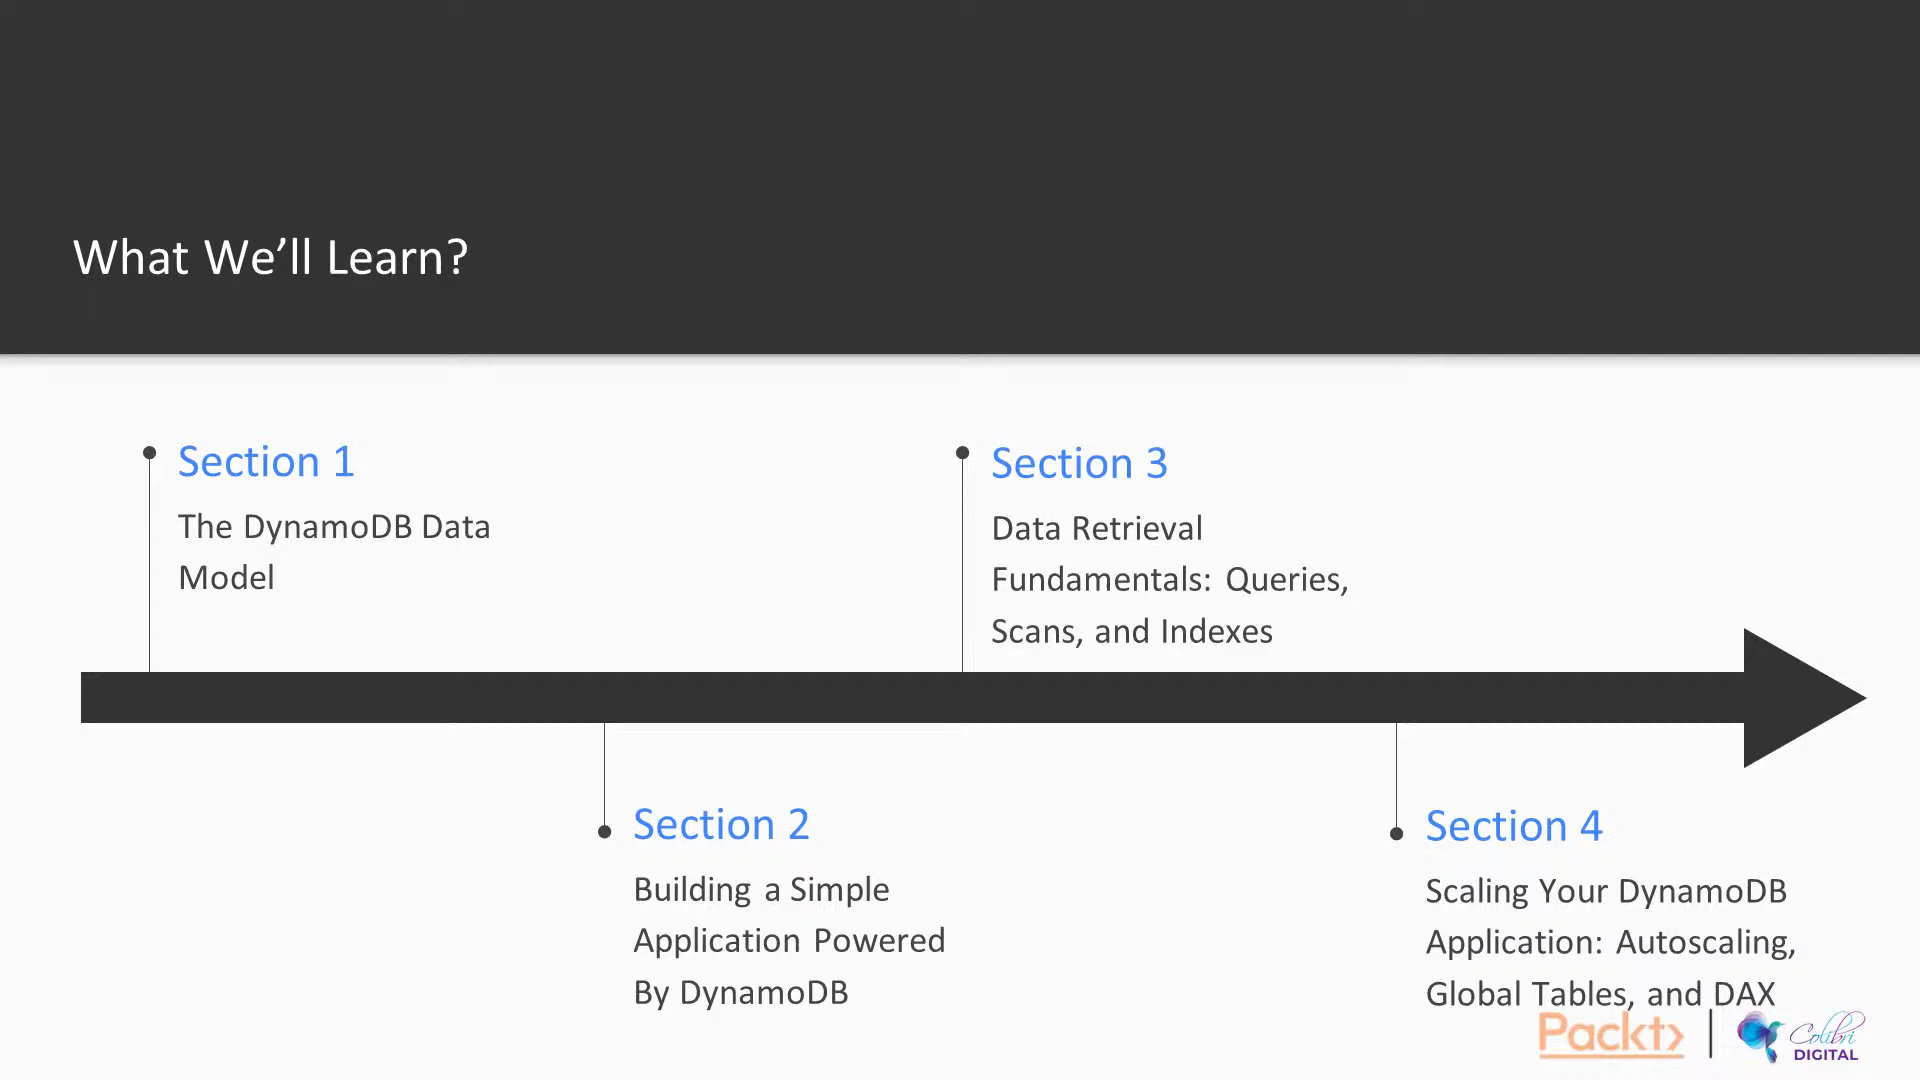 What We’ll Learn?
Section 1
The DynamoDB Data
Model
Section 2
Building a Simple
Application Powered
By DynamoDB
Section 3
Data Retrieval
Fundamentals: Queries,
Scans, and Indexes
Section 4
Scaling Your DynamoDB
Application: Autoscaling,
Global Tables, and DAX
Packt>
Colibri
DIGITAL